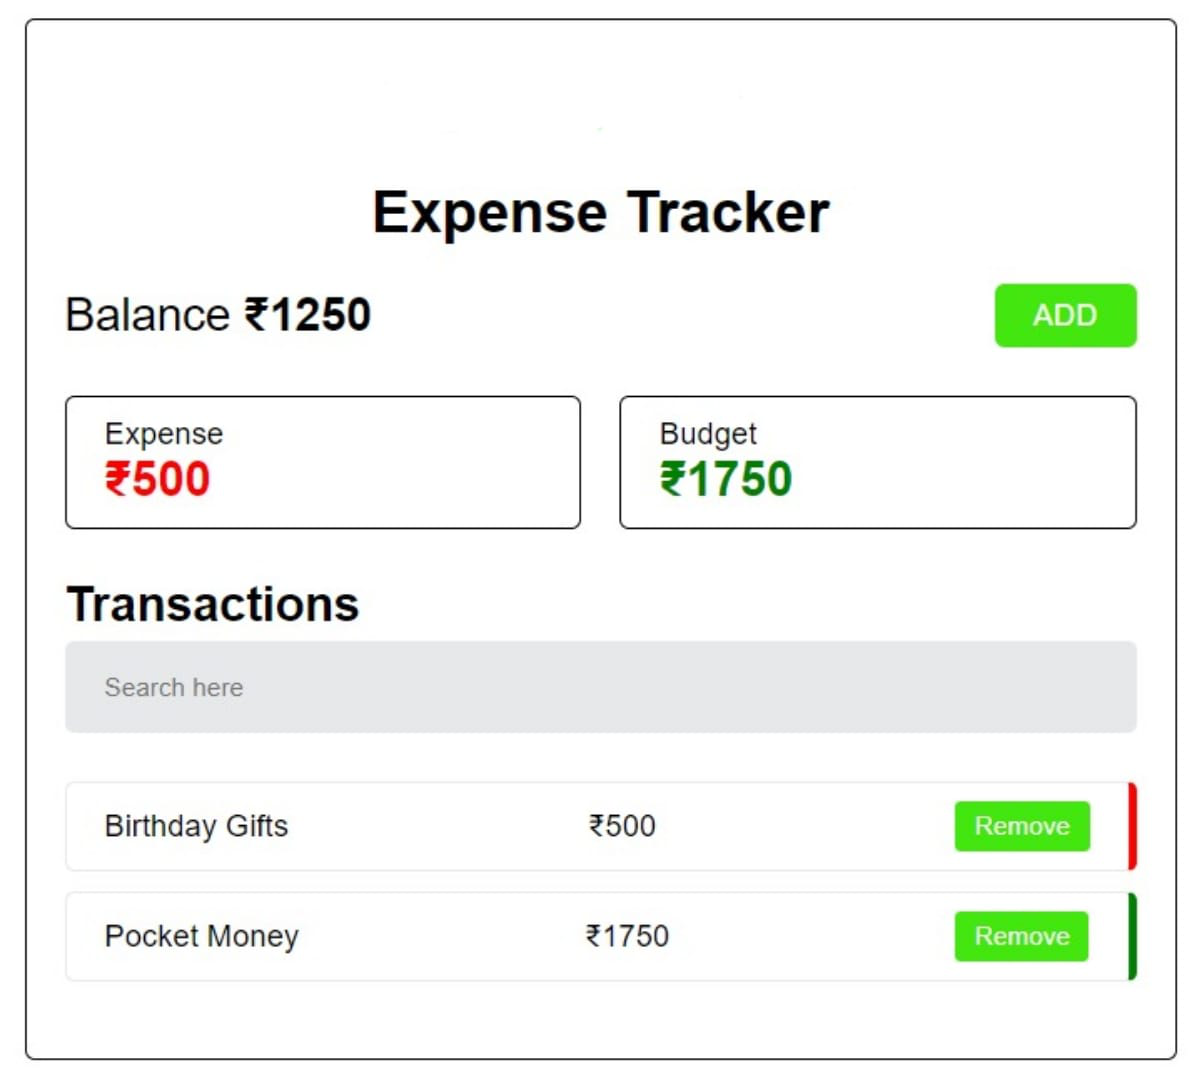 Expense Tracker
Balance ₹1250
ADD
Expense
₹500
Budget
₹1750
Transactions
Search here
Birthday Gifts ₹500 Remove
Pocket Money ₹1750 Remove